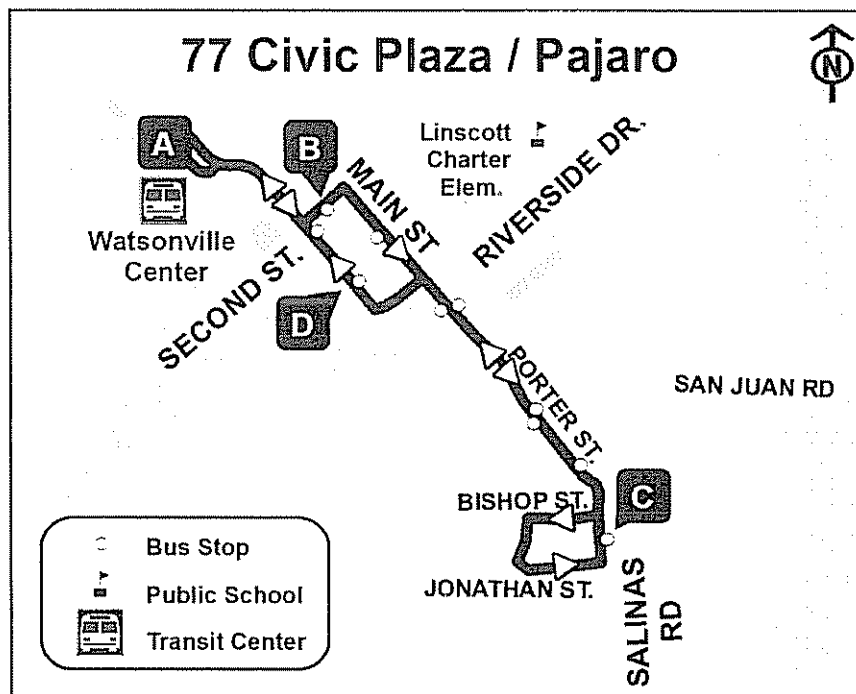 77 Civic Plaza / Pajaro
N
A
B
Linscott
Charter
Elem.
MAIN ST
RIVERSIDE DR.
Watsonville
Center
SECOND ST.
D
PORTER ST.
SAN JUAN RD
BISHOP ST.
C
JONATHAN ST.
SALINAS
RD
Bus Stop
Public School
Transit Center